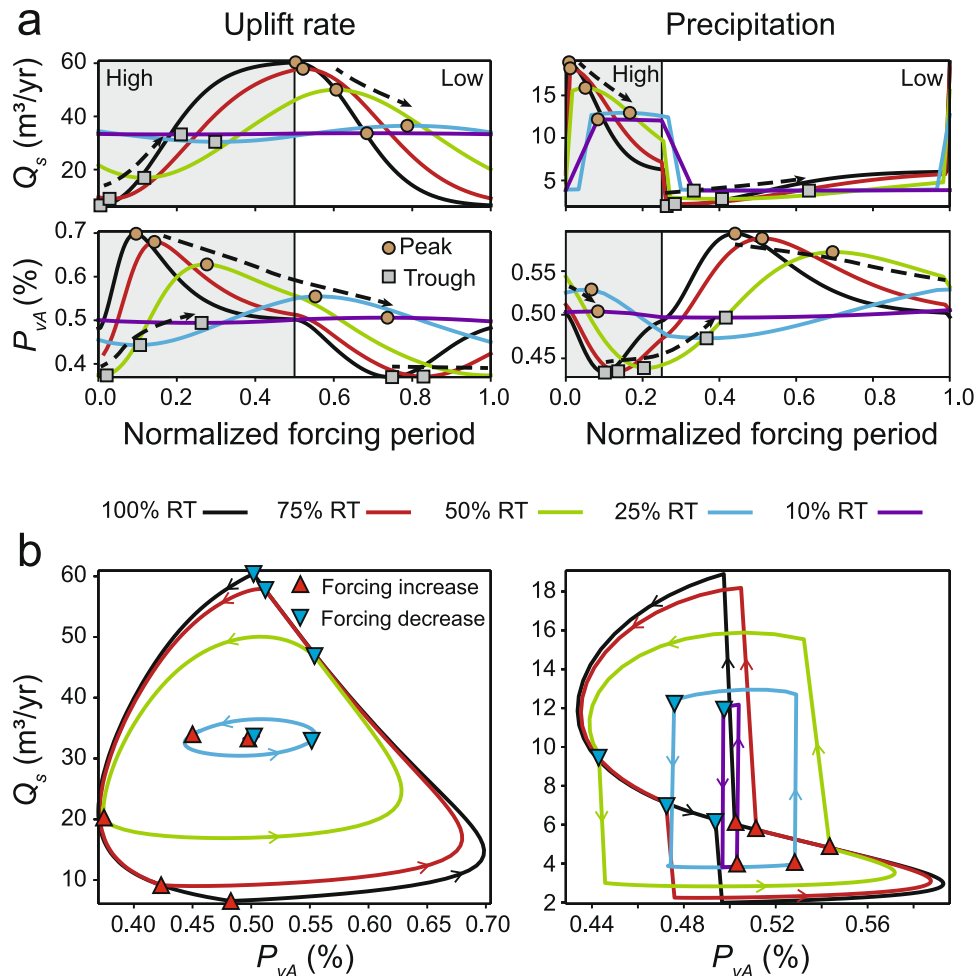 a
Uplift rate
Precipitation
Qs (m³/yr)
60
40
20
High
Low
15
10
5
High
Low
PvA (%)
0.7
0.6
0.5
0.4
Peak
Trough
0.55
0.50
0.45
0.0 0.2 0.4 0.6 0.8 1.0
0.0 0.2 0.4 0.6 0.8 1.0
Normalized forcing period
Normalized forcing period
100% RT 75% RT 50% RT 25% RT 10% RT
b
Qs (m³/yr)
60
50
40
30
20
10
Forcing increase
Forcing decrease
18
16
14
12
10
8
6
4
2
0.40 0.45 0.50 0.55 0.60 0.65 0.70
0.44 0.48 0.52 0.56
PvA (%)
PvA (%)